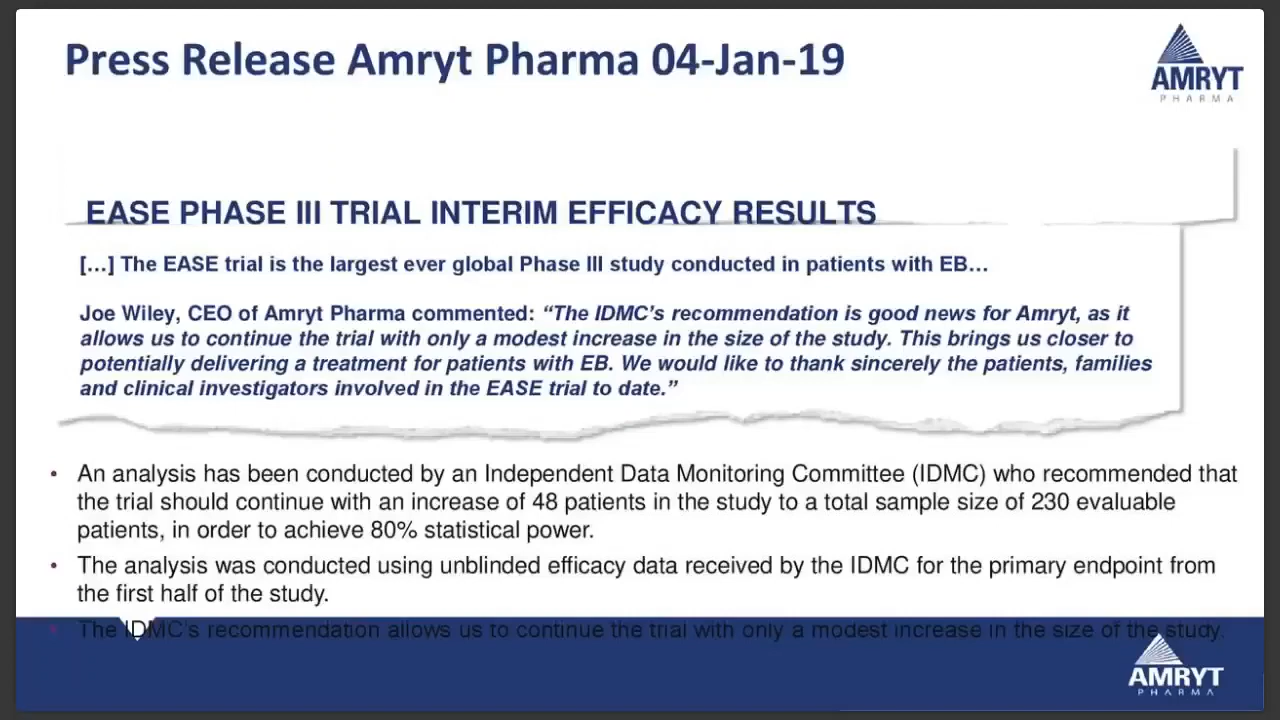 Press Release Amryt Pharma 04-Jan-19
AMRYT
PHARMA
EASE PHASE III TRIAL INTERIM EFFICACY RESULTS
[…] The EASE trial is the largest ever global Phase III study conducted in patients with EB…
Joe Wiley, CEO of Amryt Pharma commented: “The IDMC’s recommendation is good news for Amryt, as it
allows us to continue the trial with only a modest increase in the size of the study. This brings us closer to
potentially delivering a treatment for patients with EB. We would like to thank sincerely the patients, families
and clinical investigators involved in the EASE trial to date.”
• An analysis has been conducted by an Independent Data Monitoring Committee (IDMC) who recommended that
the trial should continue with an increase of 48 patients in the study to a total sample size of 230 evaluable
patients, in order to achieve 80% statistical power.
• The analysis was conducted using unblinded efficacy data received by the IDMC for the primary endpoint from
the first half of the study.
• The IDMC’s recommendation allows us to continue the trial with only a modest increase in the size of the study.
AMRYT
PHARMA